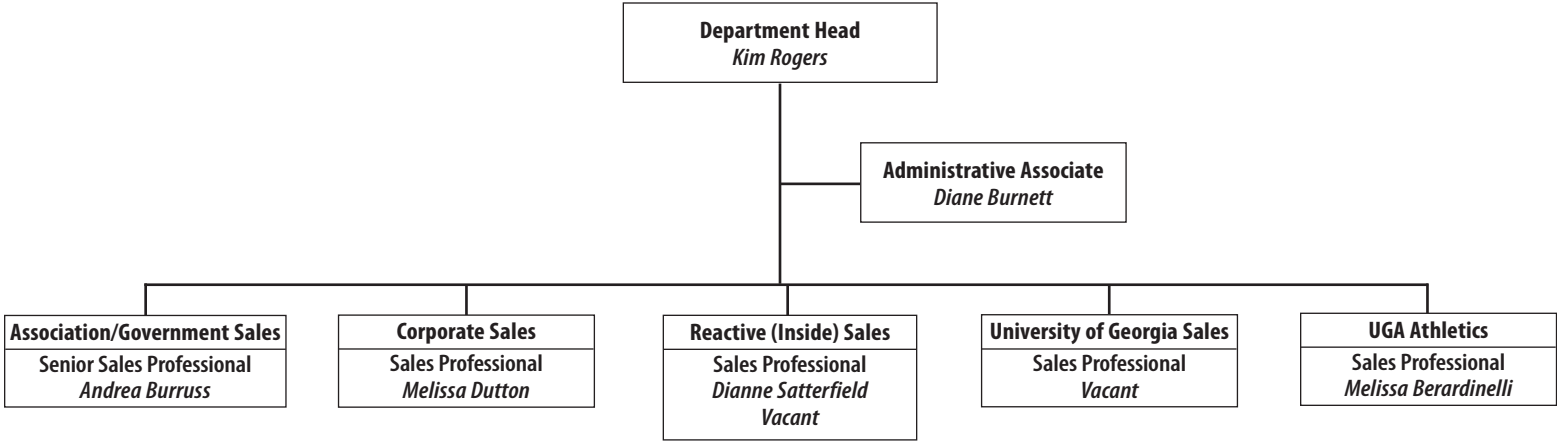 Department Head
Kim Rogers
Administrative Associate
Diane Burnett
Association/Government Sales
Senior Sales Professional
Andrea Burruss
Corporate Sales
Sales Professional
Melissa Dutton
Reactive (Inside) Sales
Sales Professional
Dianne Satterfield
Vacant
University of Georgia Sales
Sales Professional
Vacant
UGA Athletics
Sales Professional
Melissa Berardinelli